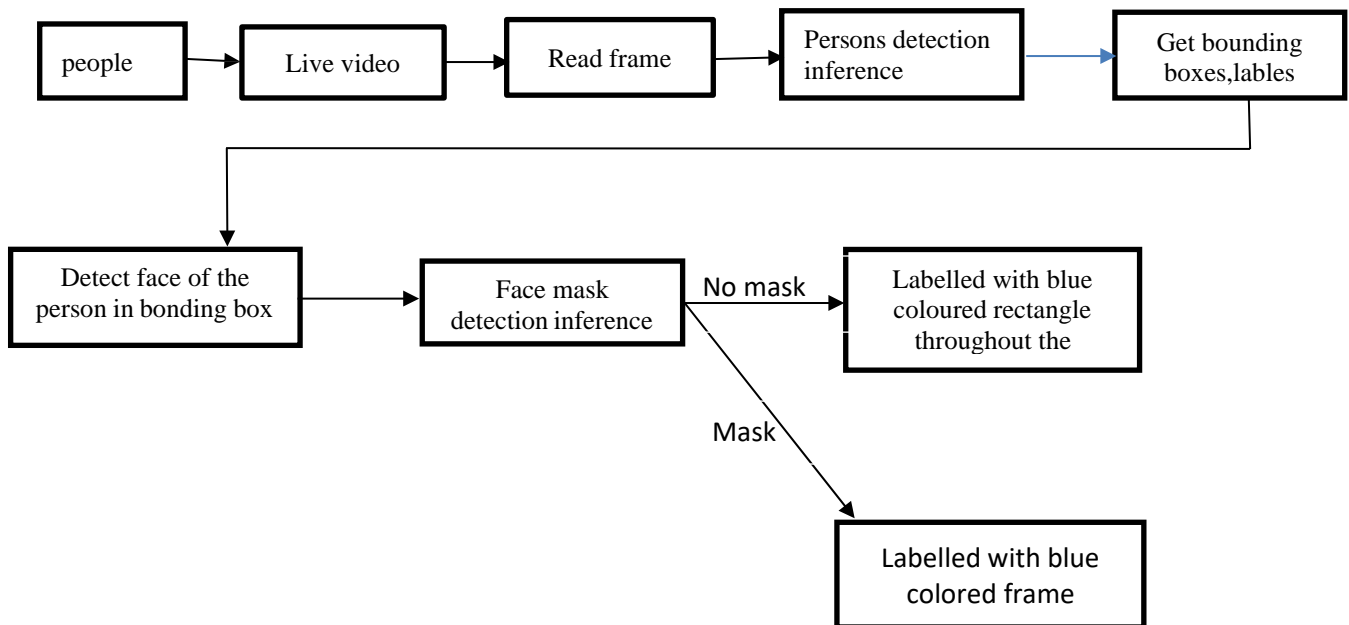 people
Live video
Read frame
Persons detection
inference
Get bounding
boxes,lables
Detect face of the
person in bonding box
Face mask
detection inference
No mask
Labelled with blue
coloured rectangle
throughout the
Mask
Labelled with blue
colored frame